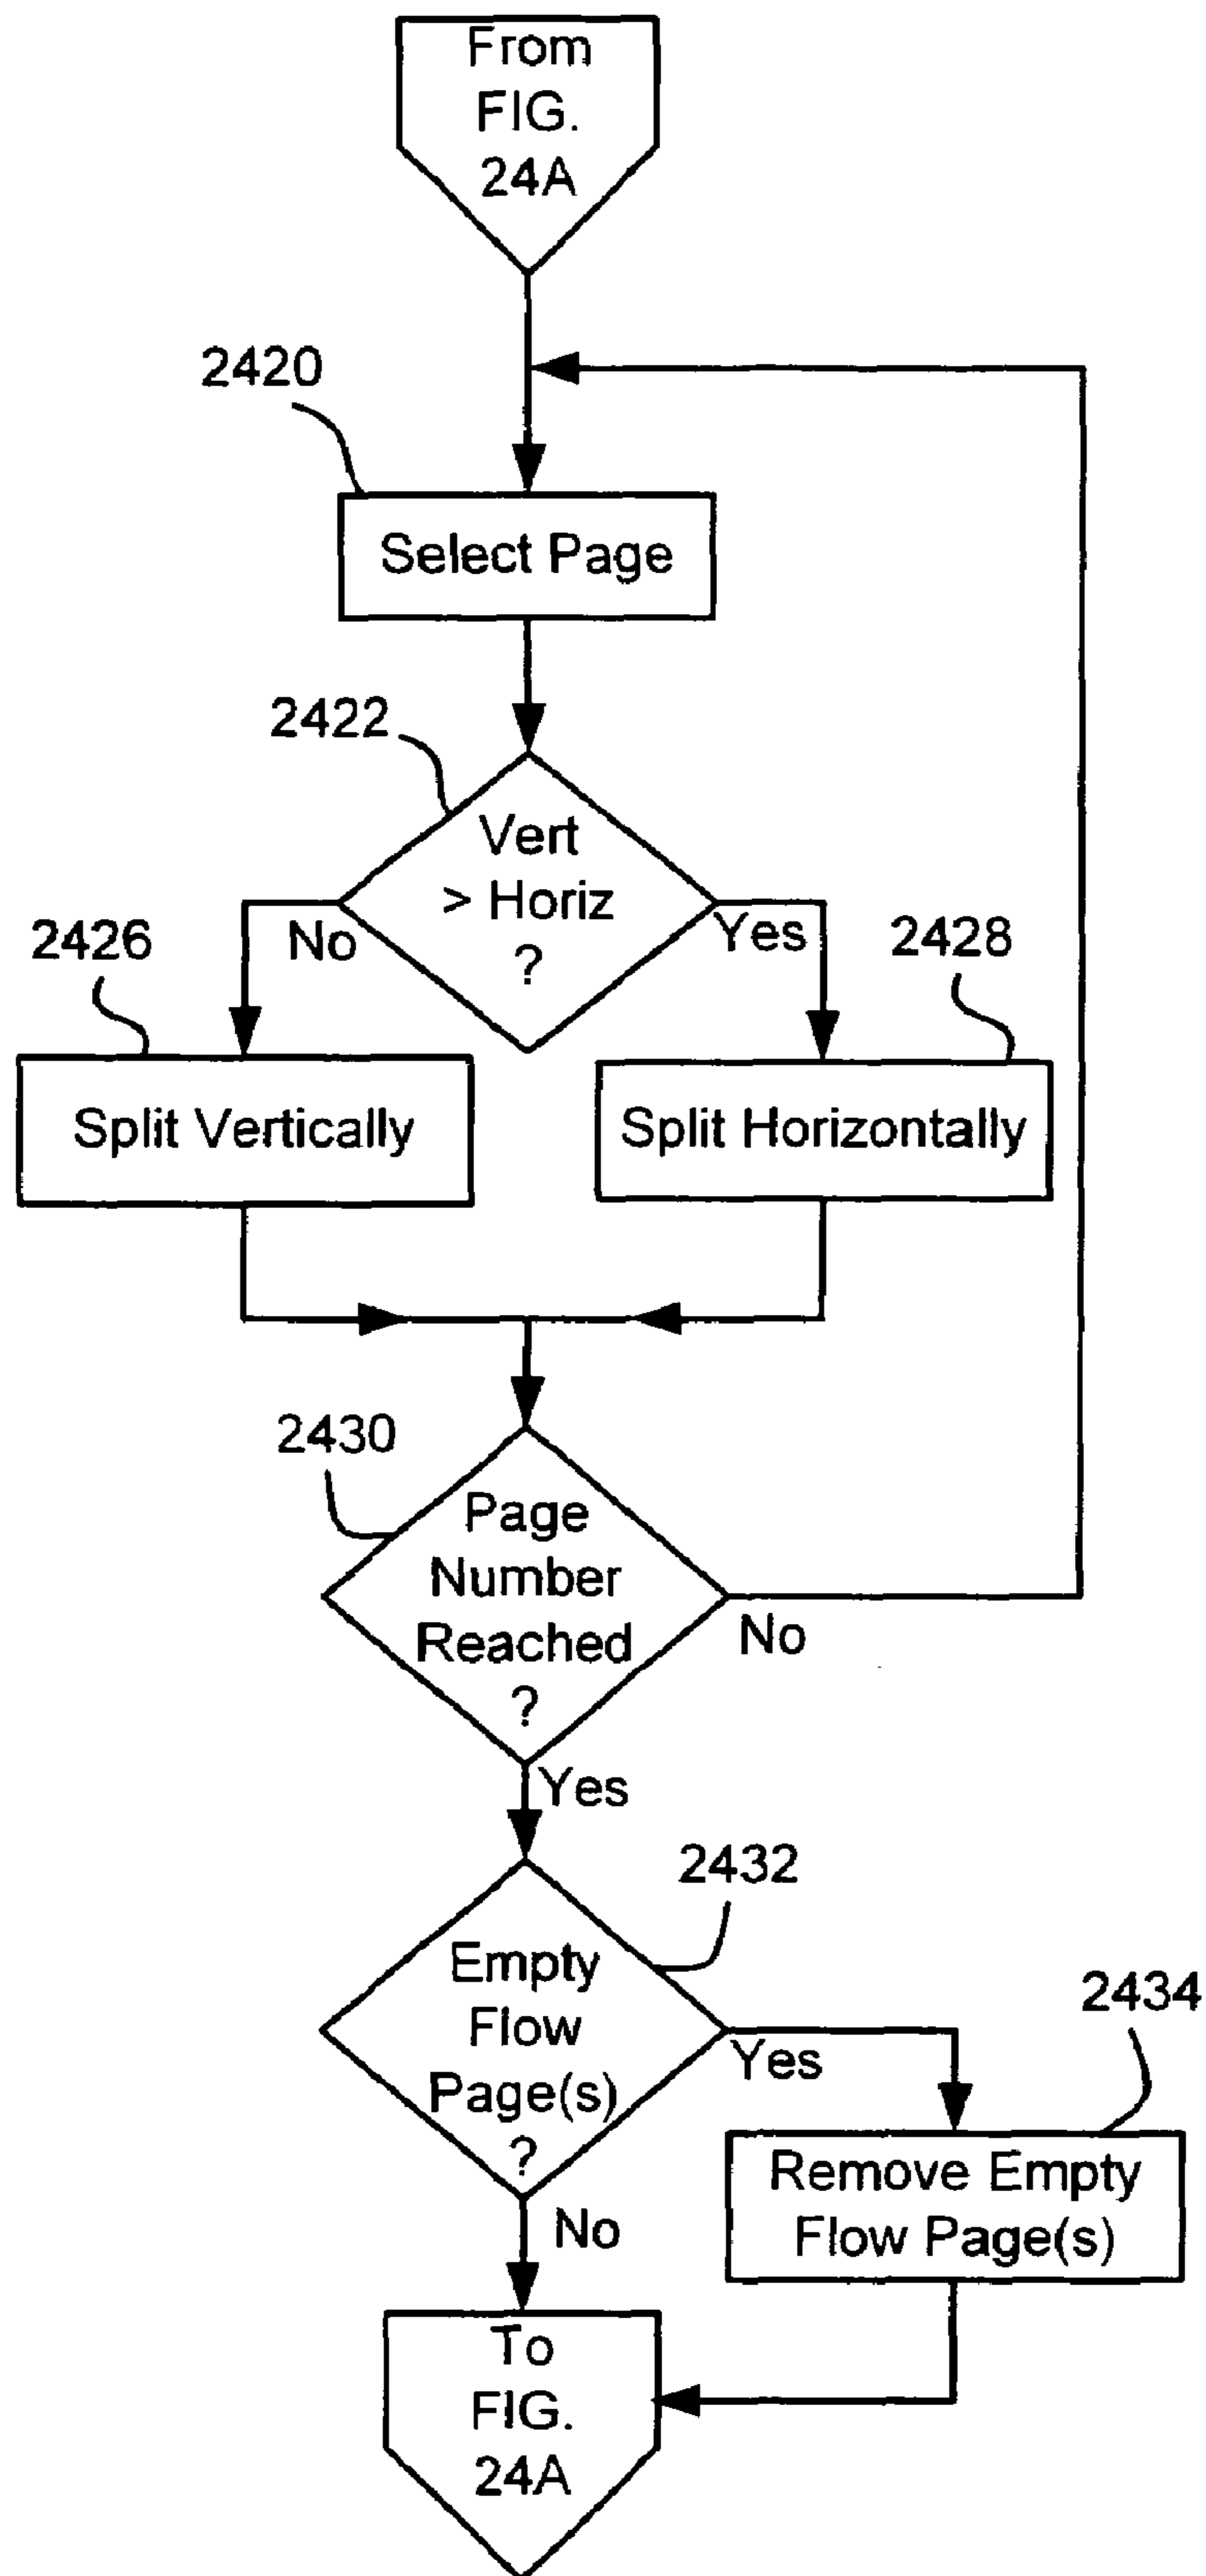 From
FIG.
24A
2420
Select Page
2422
Vert
> Horiz
?
No
Yes
2426
2428
Split Vertically
Split Horizontally
2430
Page
Number
Reached
?
No
Yes
2432
Empty
Flow
Page(s)
?
Yes
2434
Remove Empty
Flow Page(s)
No
To
FIG.
24A